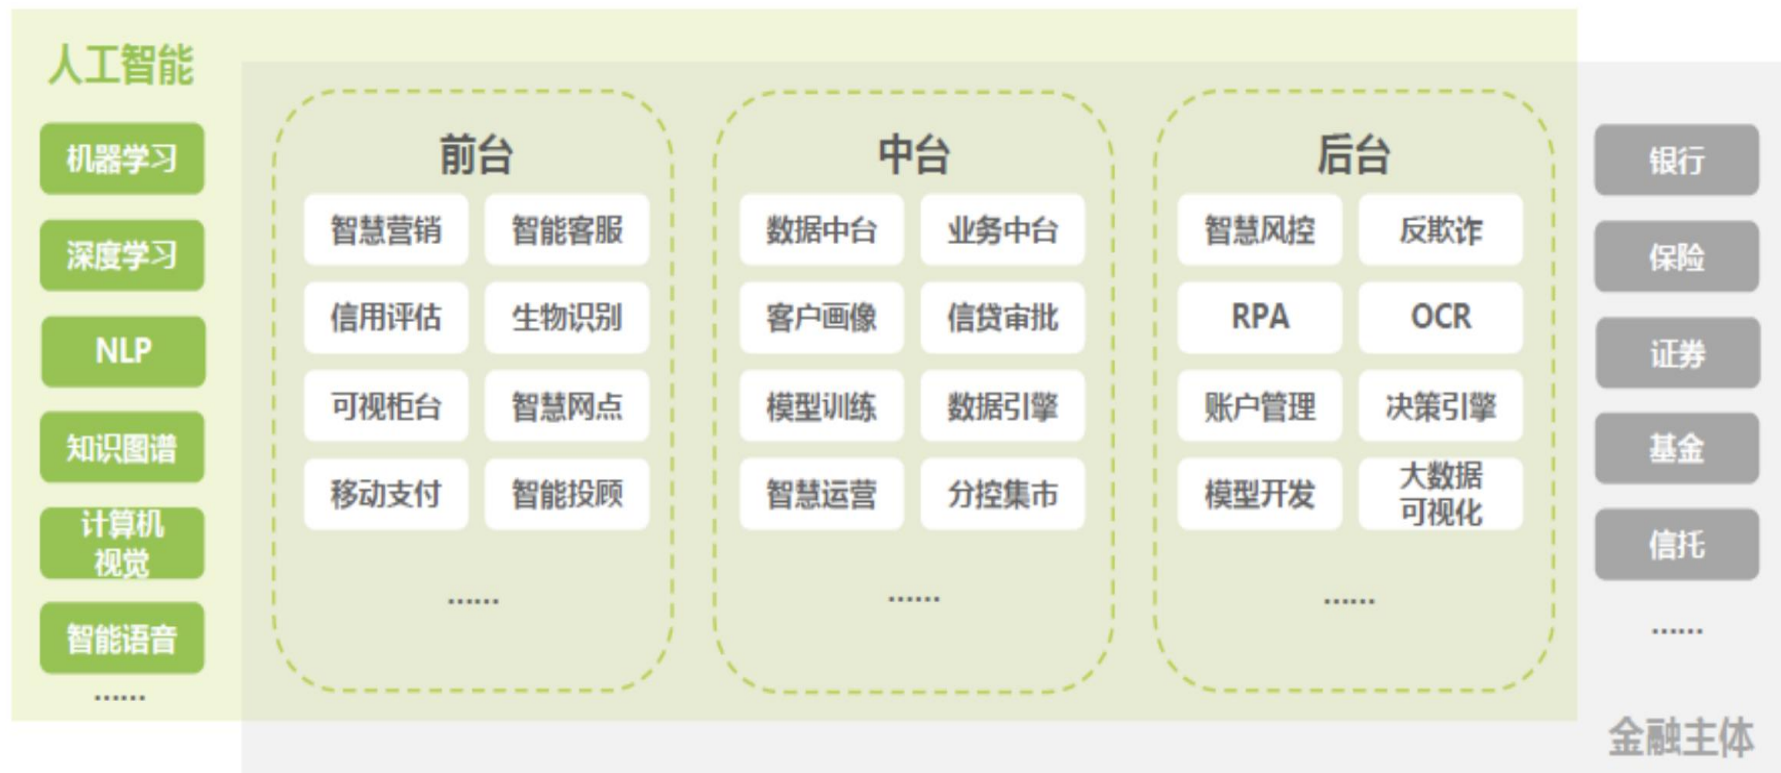 人工智能
机器学习
深度学习
NLP
知识图谱
计算机
视觉
智能语音
……
前台
智慧营销 智能客服
信用评估 生物识别
可视柜台 智慧网点
移动支付 智能投顾
……
中台
数据中台 业务中台
客户画像 信贷审批
模型训练 数据引擎
智慧运营 分控集市
……
后台
智慧风控 反欺诈
RPA OCR
账户管理 决策引擎
模型开发 大数据
可视化
……
银行
保险
证券
基金
信托
……
金融主体